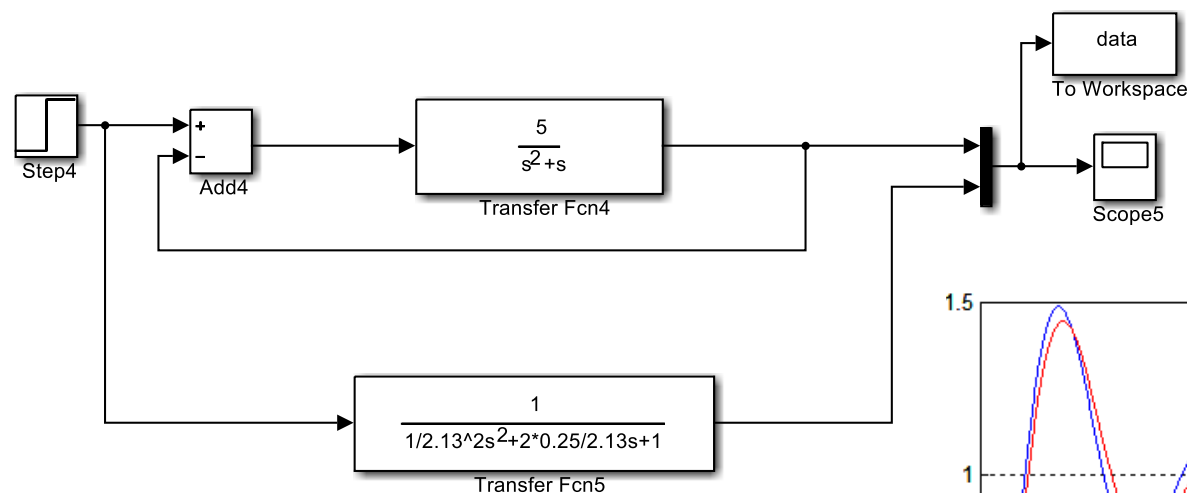 data
To Workspace
Step4
+
−
Add4
5
s2+s
Transfer Fcn4
Scope5
1.5
1
1/2.13^2s2+2*0.25/2.13s+1
Transfer Fcn5
1